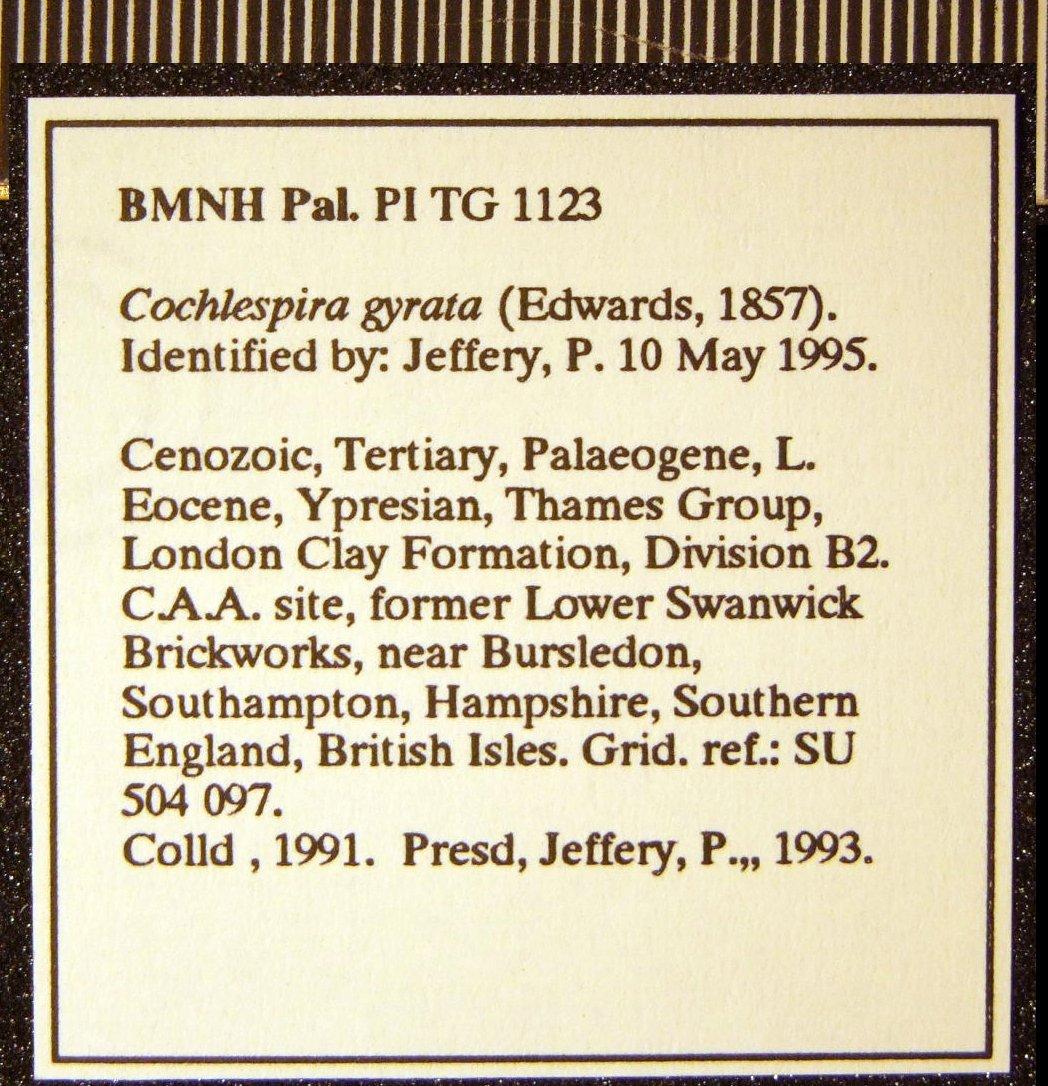 BMNH Pal. PI TG 1123
Cochlespira gyrata (Edwards, 1857).
Identified by: Jeffery, P. 10 May 1995.
Cenozoic, Tertiary, Palaeogene, L.
Eocene, Ypresian, Thames Group,
London Clay Formation, Division B2.
C.A.A. site, former Lower Swanwick
Brickworks, near Bursledon,
Southampton, Hampshire, Southern
England, British Isles. Grid. ref.: SU
504 097.
Colld , 1991. Presd, Jeffery, P.,,, 1993.